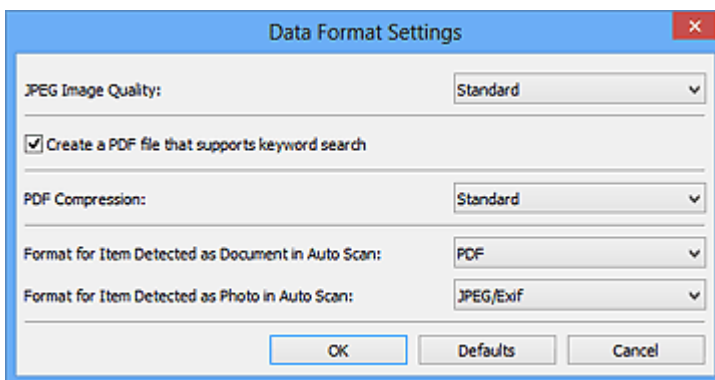 Data Format Settings
JPEG Image Quality: Standard
Create a PDF file that supports keyword search
PDF Compression: Standard
Format for Item Detected as Document in Auto Scan: PDF
Format for Item Detected as Photo in Auto Scan: JPEG/Exif
OK Defaults Cancel